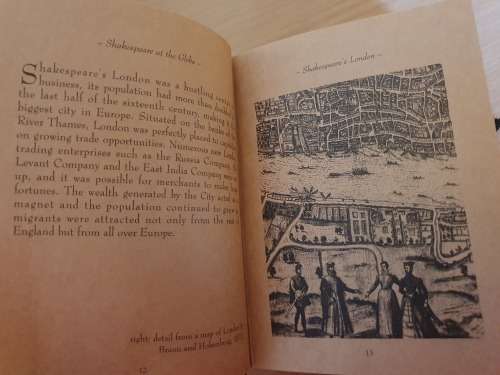 ~ Shakespeare at the Globe ~
Shakespeare's London was a bustling
business, its population had more than
the last half of the sixteenth century, making
biggest city in Europe. Situated on the banks
River Thames, London was perfectly placed to
on growing trade opportunities. Numerous new
trading enterprises such as the Russia Company,
Levant Company and the East India Company
up, and it was possible for merchants to make
fortunes. The wealth generated by the City acted
magnet and the population continued to grow
migrants were attracted not only from the
England but from all over Europe.
right: detail from a map of London
Braun and
12
~ Shakespeare's London ~
13